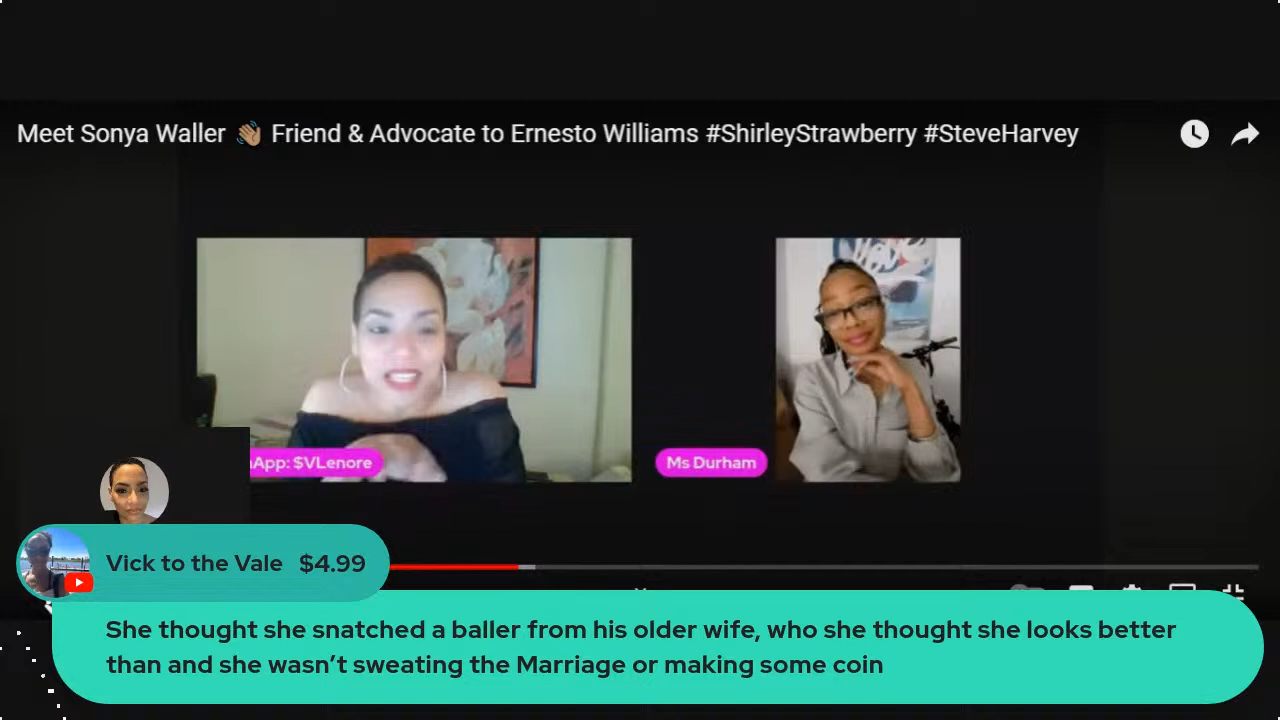 Meet Sonya Waller 👋🏽 Friend & Advocate to Ernesto Williams #ShirleyStrawberry #SteveHarvey
App: $VLenore
Ms Durham
Vick to the Vale $4.99
She thought she snatched a baller from his older wife, who she thought she looks better
than and she wasn't sweating the Marriage or making some coin